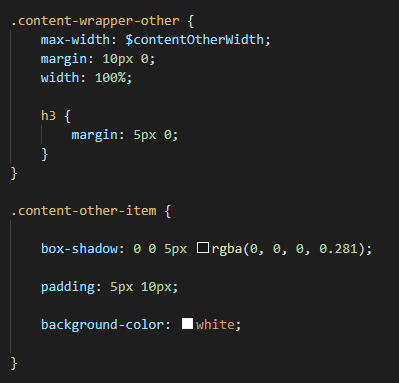 .content-wrapper-other {
    max-width: $contentOtherWidth;
    margin: 10px 0;
    width: 100%;

    h3 {
        margin: 5px 0;
    }
}

.content-other-item {

    box-shadow: 0 0 5px rgba(0, 0, 0, 0.281);

    padding: 5px 10px;

    background-color: white;

}